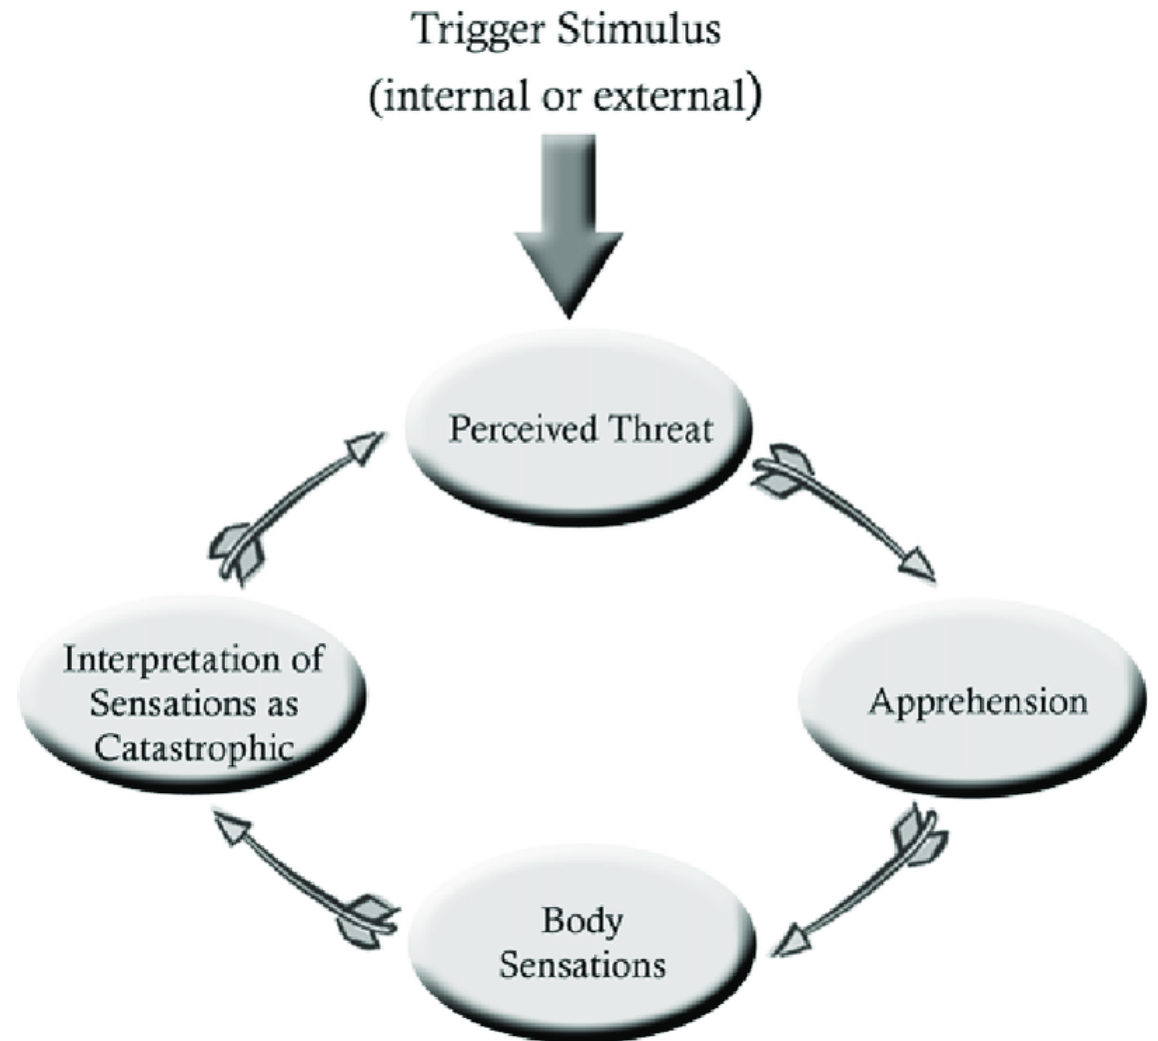 Trigger Stimulus
(internal or external)
Perceived Threat
Apprehension
Body
Sensations
Interpretation of
Sensations as
Catastrophic